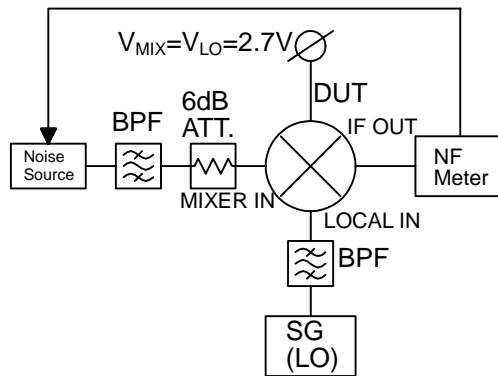 V_MIX=V_LO=2.7V
DUT
6dB
ATT.
BPF
IF OUT
Noise
Source
NF
Meter
MIXER IN
LOCAL IN
BPF
SG
(LO)